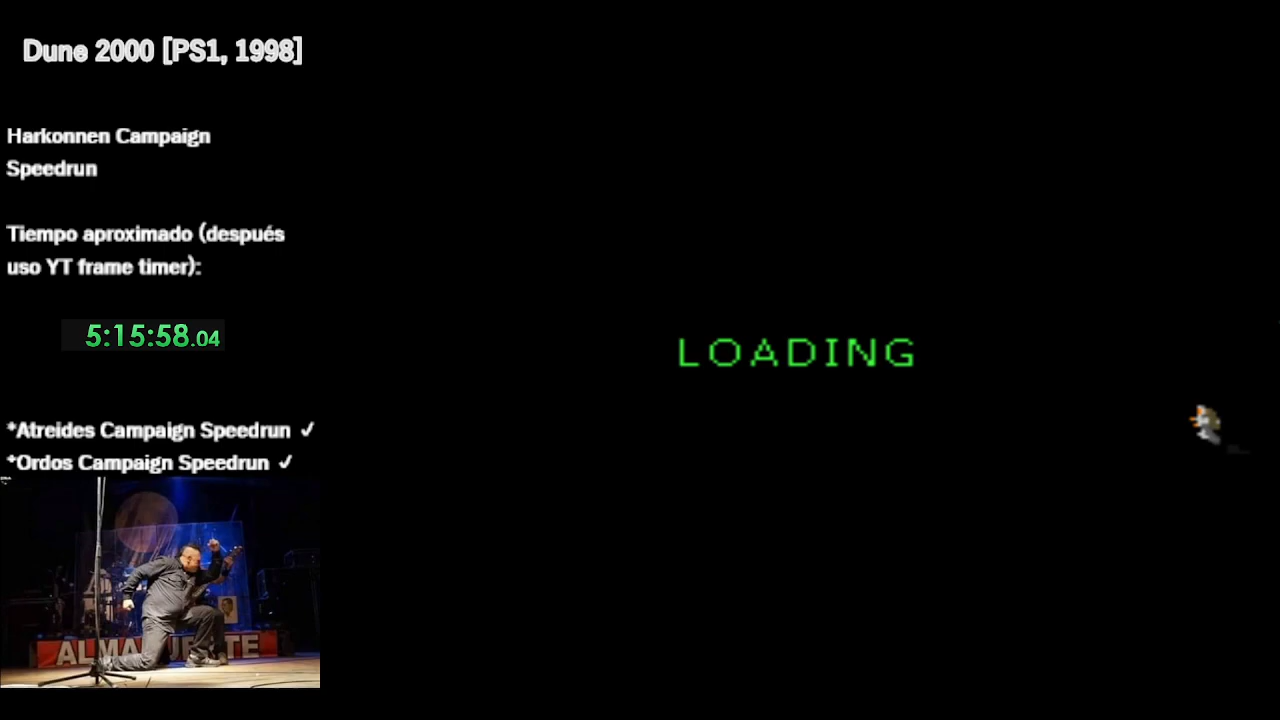 Dune 2000 [PS1, 1998]
Harkonnen Campaign
Speedrun
Tiempo aproximado (después
uso YT frame timer):
5:15:58.04
LOADING
*Atreides Campaign Speedrun ✓
*Ordos Campaign Speedrun ✓